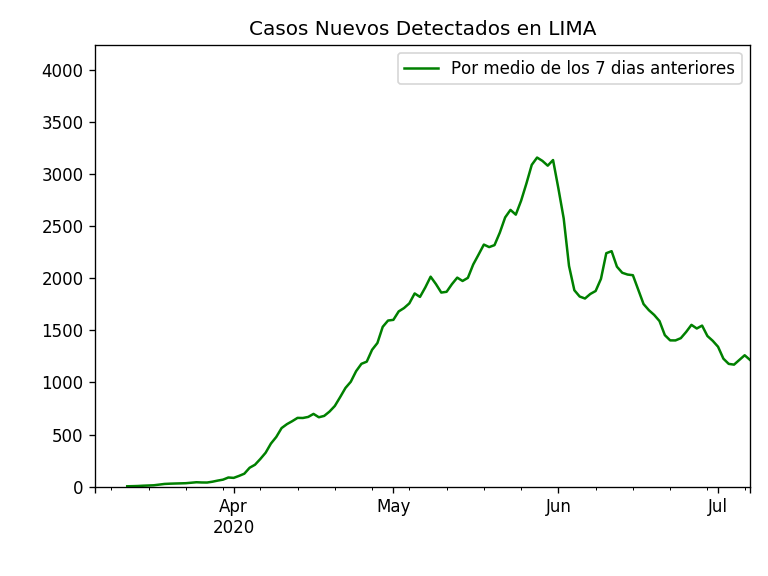 Casos Nuevos Detectados en LIMA
Por medio de los 7 dias anteriores
4000
3500
3000
2500
2000
1500
1000
500
0
Apr
May
Jun
Jul
2020